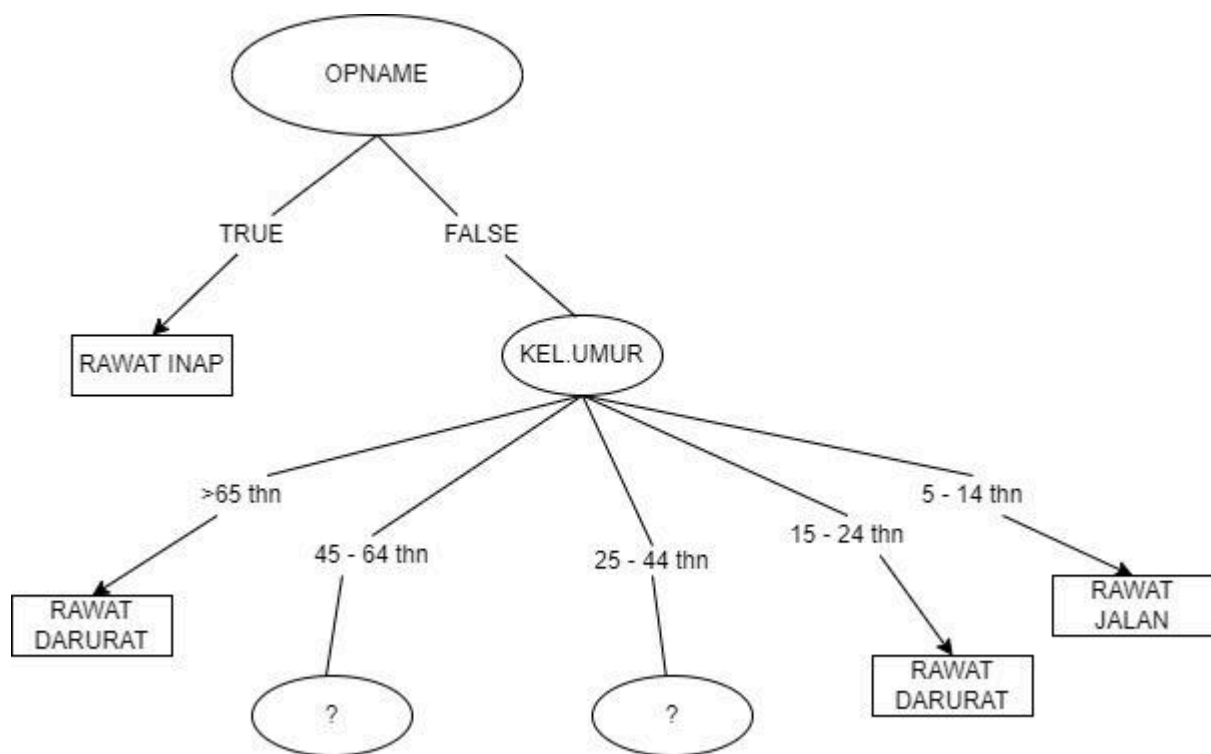 OPNAME
TRUE
FALSE
RAWAT INAP
KEL.UMUR
>65 thn
45 - 64 thn
25 - 44 thn
15 - 24 thn
5 - 14 thn
RAWAT
DARURAT
?
?
RAWAT
DARURAT
RAWAT
JALAN